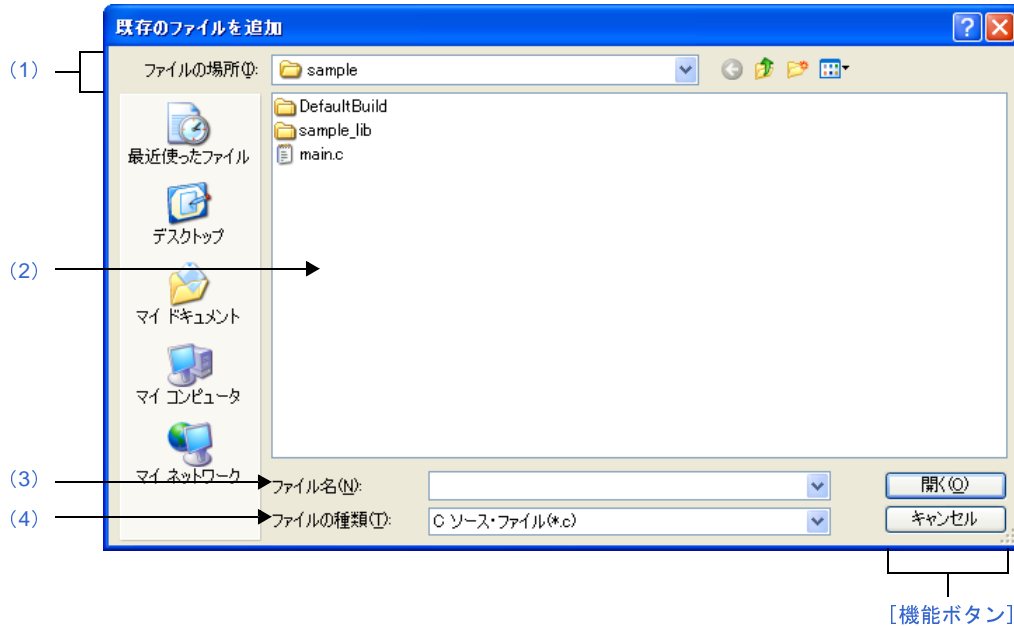 既存のファイルを追加
(1)
ファイルの場所(I):
sample
最近使ったファイル
デスクトップ
マイ ドキュメント
マイ コンピュータ
マイ ネットワーク
DefaultBuild
sample_lib
main.c
(2)
(3)
ファイル名(N):
開く(O)
(4)
ファイルの種類(T):
C ソース・ファイル(*.c)
キャンセル
[機能ボタン]